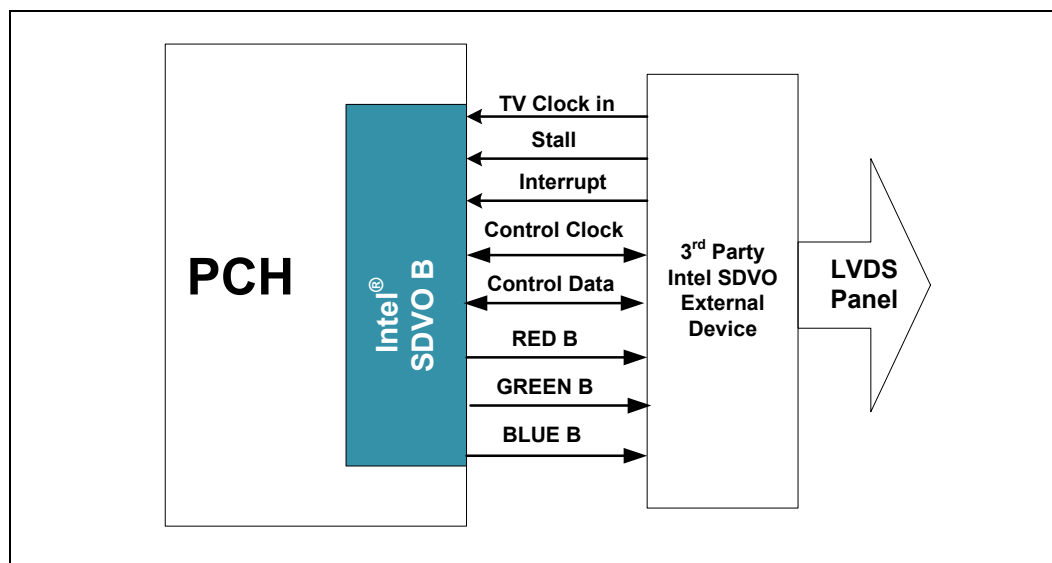 PCH
Intel®
SDVO B
TV Clock in
Stall
Interrupt
Control Clock
Control Data
RED B
GREEN B
BLUE B
3rd Party
Intel SDVO
External
Device
LVDS
Panel